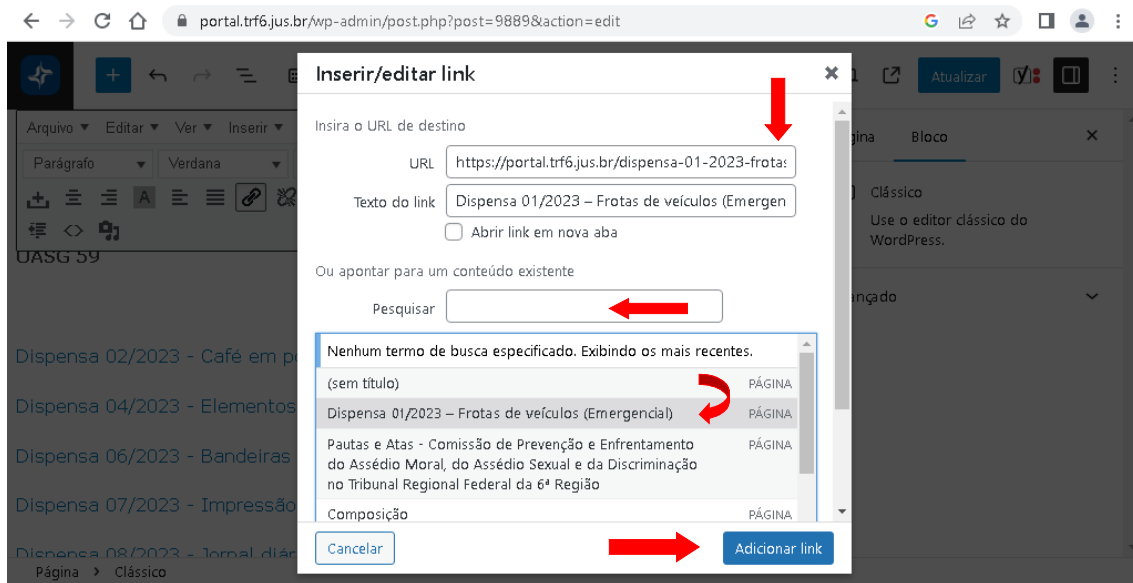 portal.trf6.jus.br/wp-admin/post.php?post=9889&action=edit
Atualizar
Arquivo Editar Ver Inserir
Parágrafo Verdana
UASG 59
Dispensa 02/2023 - Café em p
Dispensa 04/2023 - Elementos
Dispensa 06/2023 - Bandeiras
Dispensa 07/2023 - Impressão
Dispensa 08/2023 - Jornal diár
Página > Clássico
Inserir/editar link
Insira o URL de destino
URL https://portal.trf6.jus.br/dispensa-01-2023-frotas
Texto do link Dispensa 01/2023 – Frotas de veículos (Emergen
Abrir link em nova aba
Ou apontar para um conteúdo existente
Pesquisar
Nenhum termo de busca especificado. Exibindo os mais recentes.
(sem título) PÁGINA
Dispensa 01/2023 – Frotas de veículos (Emergencial) PÁGINA
Pautas e Atas - Comissão de Prevenção e Enfrentamento PÁGINA
do Assédio Moral, do Assédio Sexual e da Discriminação
no Tribunal Regional Federal da 6ª Região
Composição PÁGINA
Cancelar
Adicionar link
gina Bloco
Clássico
Use o editor clássico do
WordPress.
ançado